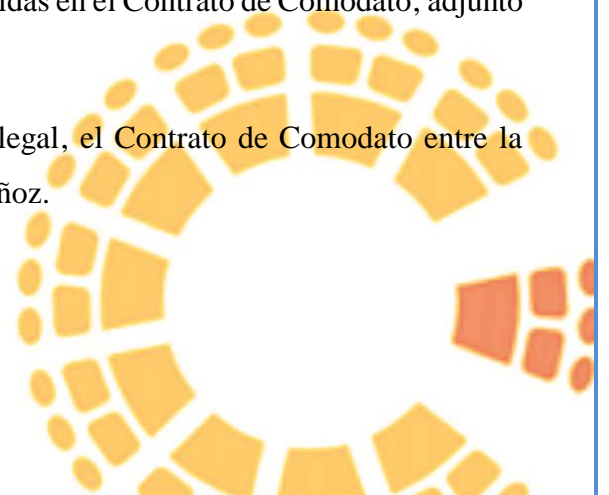 idas en el Contrato de Comodato, adjunto
legal, el Contrato de Comodato entre la
ñoz.